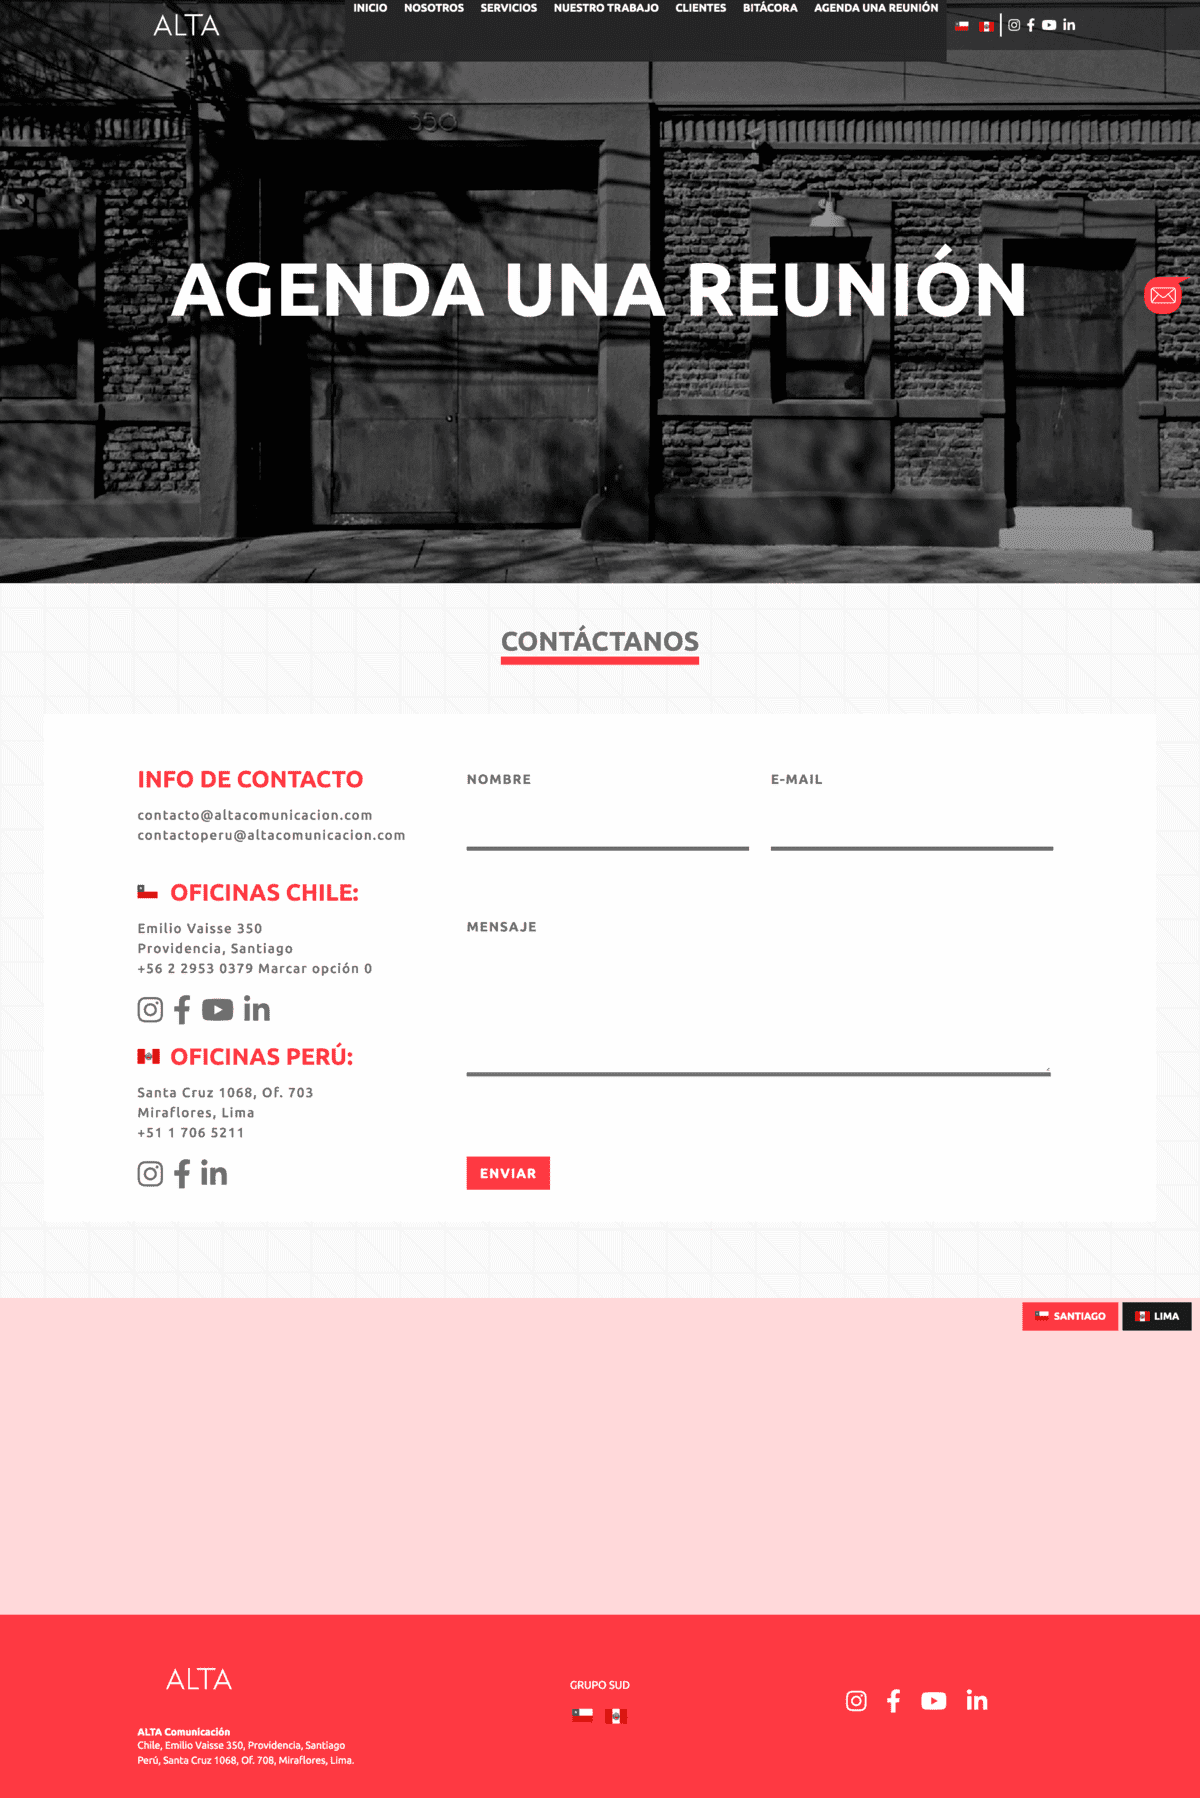 ALTA
INICIO NOSOTROS SERVICIOS NUESTRO TRABAJO CLIENTES BITÁCORA AGENDA UNA REUNIÓN
350
AGENDA UNA REUNIÓN
CONTÁCTANOS
INFO DE CONTACTO
contacto@altacomunicacion.com
contactoperu@altacomunicacion.com
OFICINAS CHILE:
Emilio Vaisse 350
Providencia, Santiago
+56 2 2953 0379 Marcar opción 0
OFICINAS PERÚ:
Santa Cruz 1068, Of. 703
Miraflores, Lima
+51 1 706 5211
NOMBRE
E-MAIL
MENSAJE
ENVIAR
SANTIAGO
LIMA
ALTA
ALTA Comunicación
Chile, Emilio Vaisse 350, Providencia, Santiago
Perú, Santa Cruz 1068, Of. 708, Miraflores, Lima.
GRUPO SUD